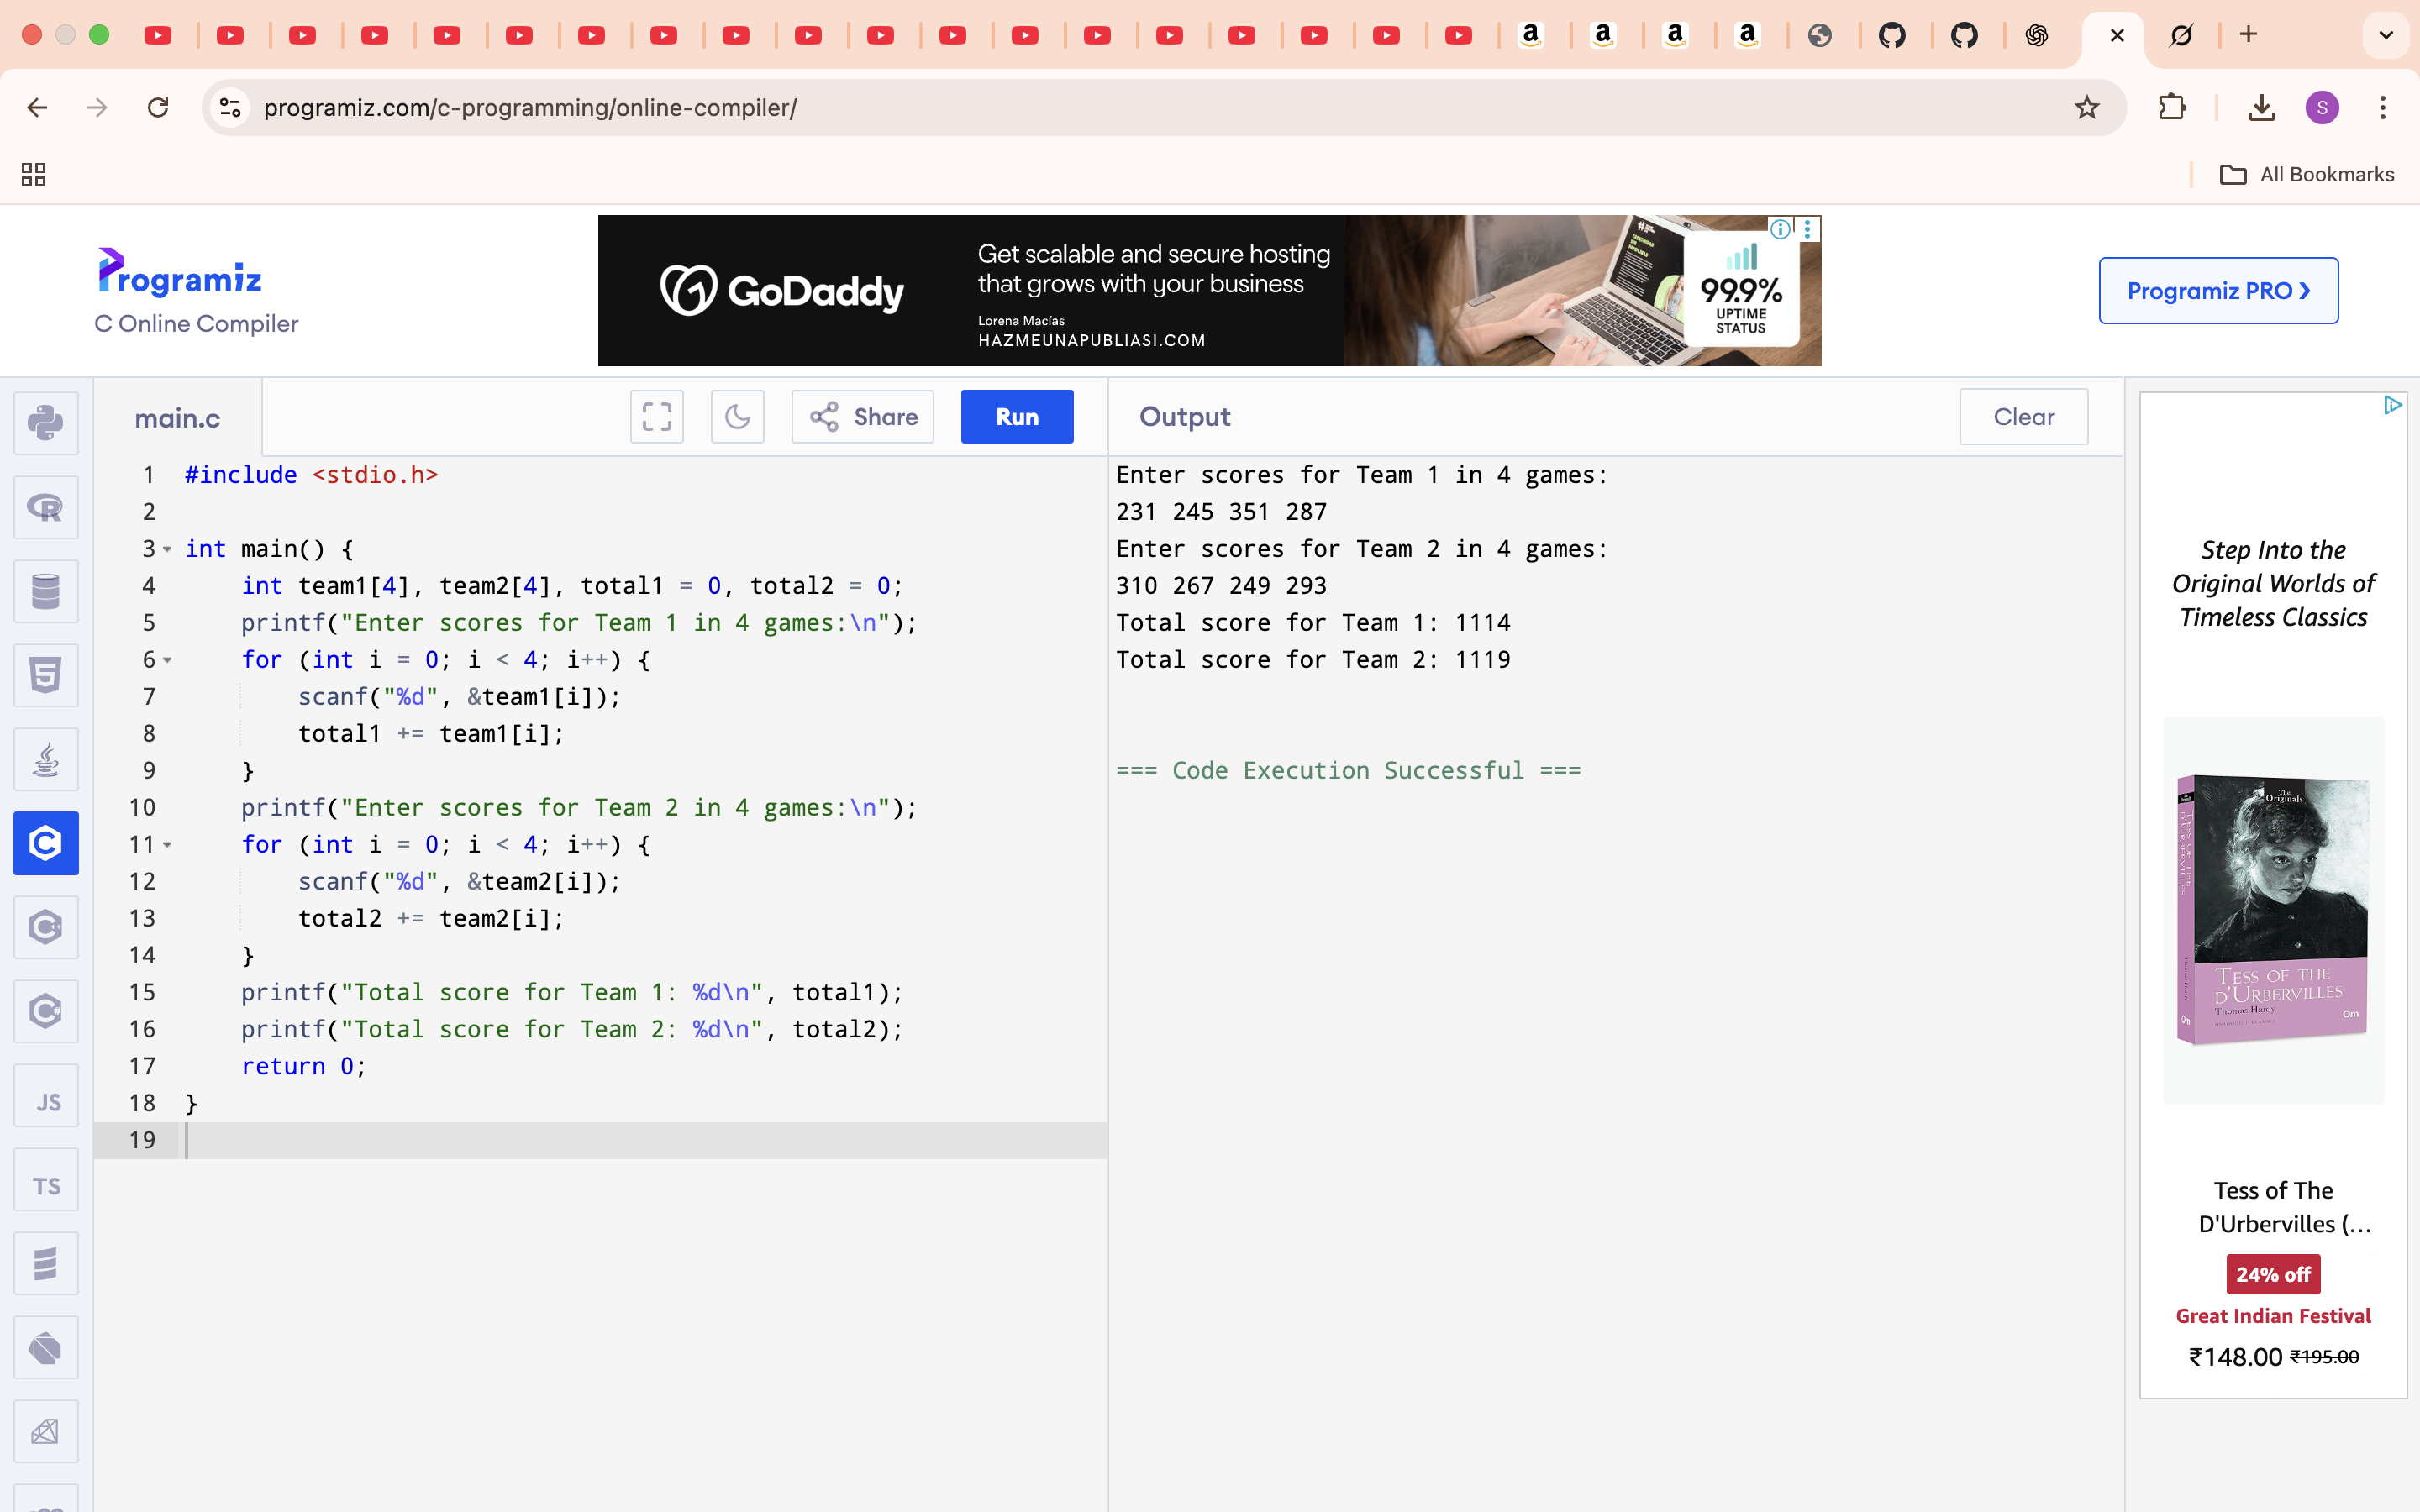 programiz.com/c-programming/online-compiler/
S
All Bookmarks
Programiz
C Online Compiler
GoDaddy
Get scalable and secure hosting
that grows with your business
Lorena Macías
HAZMEUNAPUBLIASI.COM
99.9%
UPTIME
STATUS
Programiz PRO ❯
main.c
Share
Run
Output
Clear
1 #include <stdio.h>
2
3 int main() {
4     int team1[4], team2[4], total1 = 0, total2 = 0;
5     printf("Enter scores for Team 1 in 4 games:\n");
6     for (int i = 0; i < 4; i++) {
7         scanf("%d", &team1[i]);
8         total1 += team1[i];
9     }
10     printf("Enter scores for Team 2 in 4 games:\n");
11     for (int i = 0; i < 4; i++) {
12         scanf("%d", &team2[i]);
13         total2 += team2[i];
14     }
15     printf("Total score for Team 1: %d\n", total1);
16     printf("Total score for Team 2: %d\n", total2);
17     return 0;
18 }
19
Enter scores for Team 1 in 4 games:
231 245 351 287
Enter scores for Team 2 in 4 games:
310 267 249 293
Total score for Team 1: 1114
Total score for Team 2: 1119
=== Code Execution Successful ===
JS
TS
Step Into the
Original Worlds of
Timeless Classics
The
Originals
TESS OF THE D'URBERVILLES
TESS OF THE
D'URBERVILLES
Thomas Hardy
Om
Om
Tess of The
D'Urbervilles (...
24% off
Great Indian Festival
₹148.00 ₹195.00